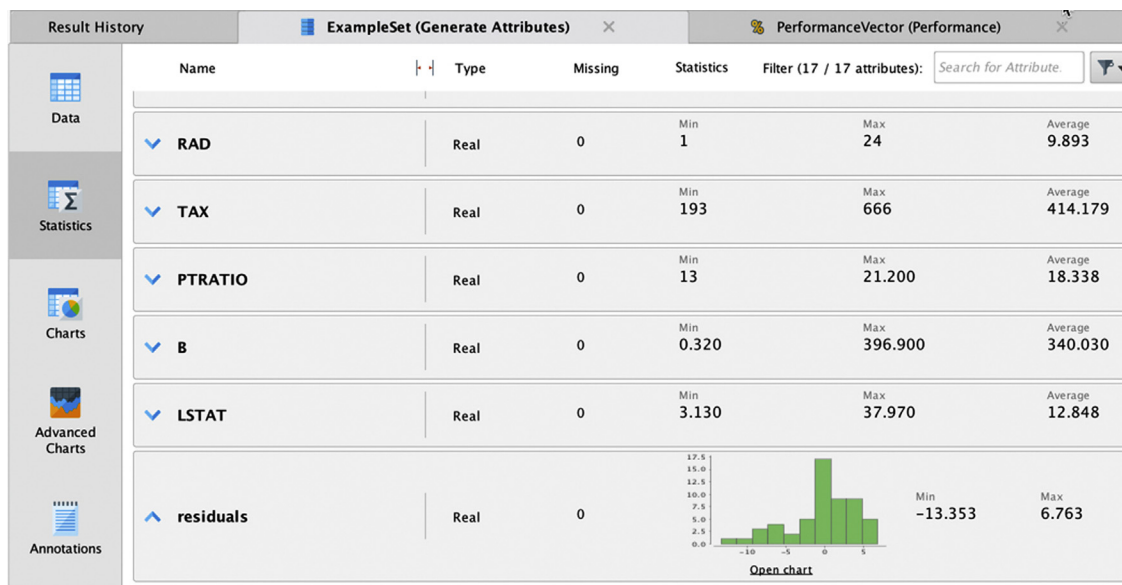 Result History
ExampleSet (Generate Attributes)
PerformanceVector (Performance)
Name Type Missing Statistics Filter (17 / 17 attributes): Search for Attribute.
Data
Statistics
Charts
Advanced
Charts
Annotations
Min Max Average
RAD Real 0 1 24 9.893
Min Max Average
TAX Real 0 193 666 414.179
Min Max Average
PTRATIO Real 0 13 21.200 18.338
Min Max Average
B Real 0 0.320 396.900 340.030
Min Max Average
LSTAT Real 0 3.130 37.970 12.848
17.5
15.0
12.5
10.0
7.5
5.0
2.5
0.0
-10 -5 0 5
Min Max
residuals Real 0 −13.353 6.763
Open chart